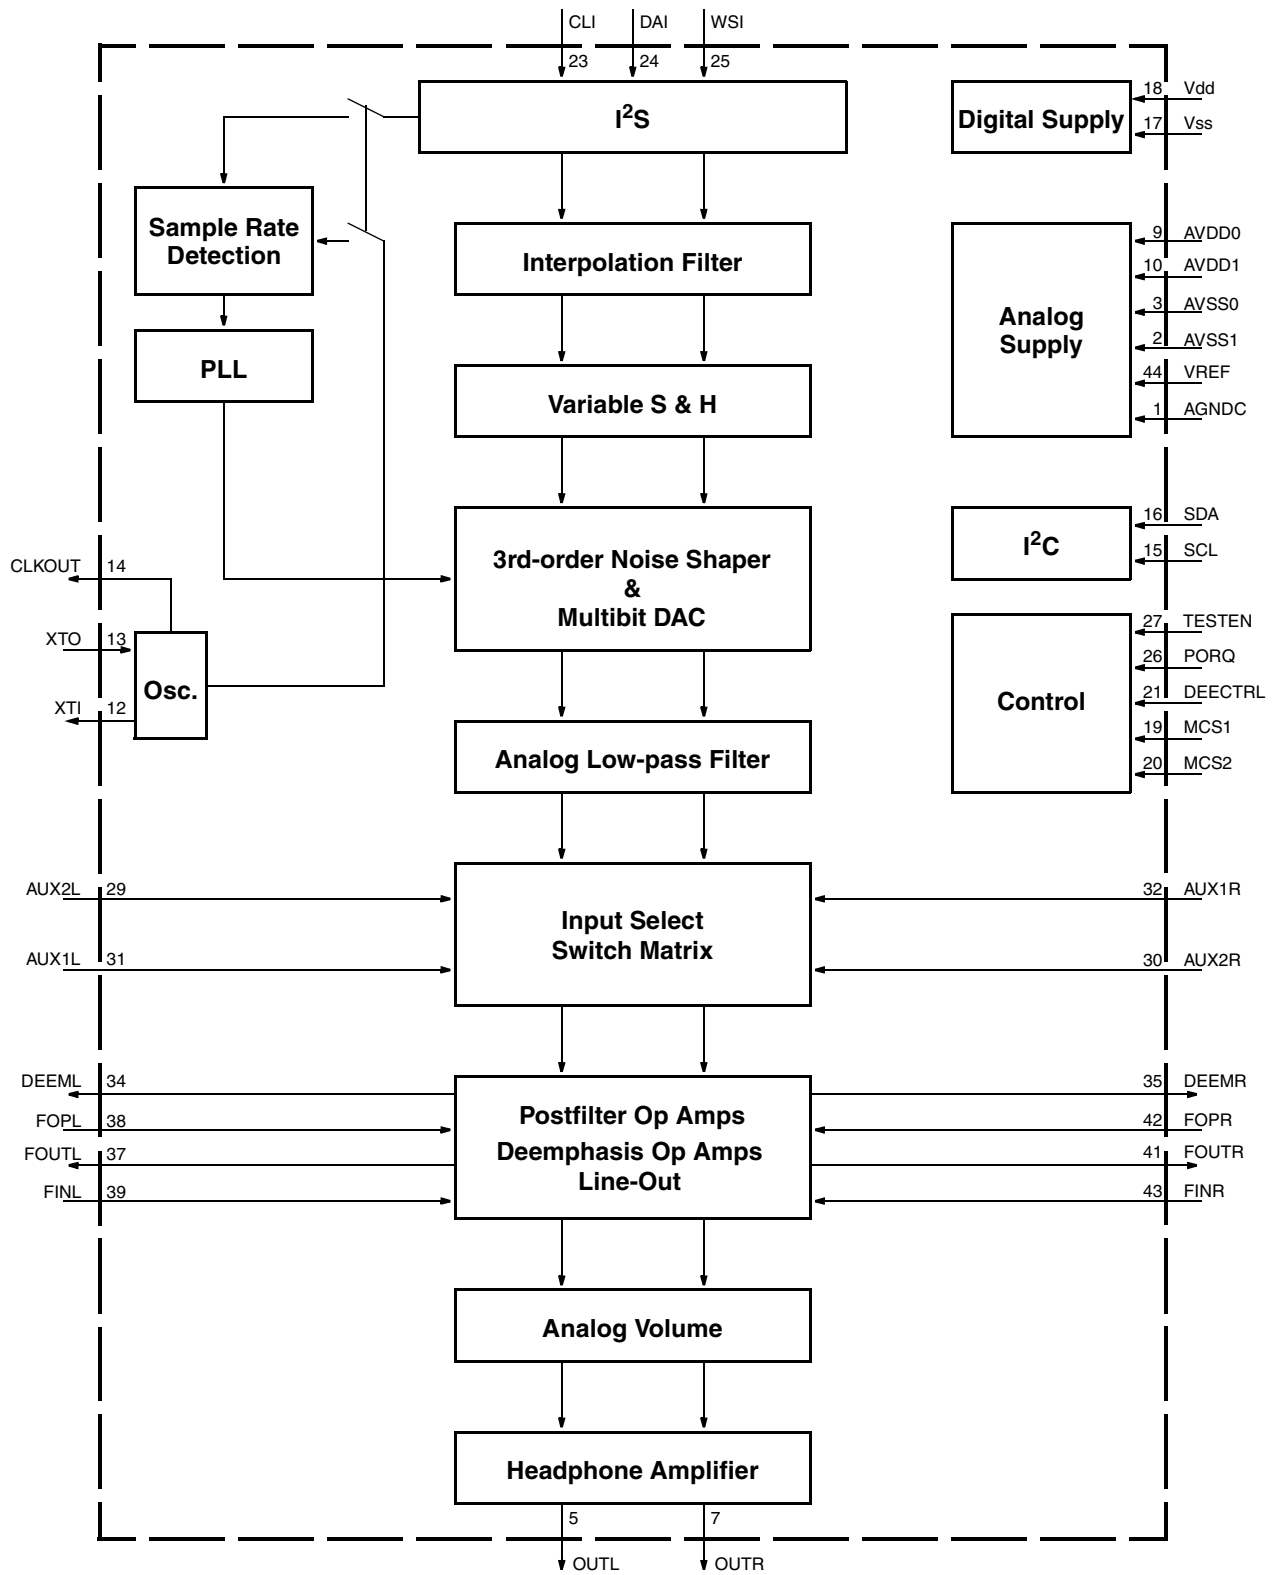 CLI DAI WSI
23 24 25
I²S
Digital Supply
18 Vdd
17 Vss
Sample Rate
Detection
Interpolation Filter
Analog
Supply
9 AVDD0
10 AVDD1
3 AVSS0
2 AVSS1
44 VREF
1 AGNDC
PLL
Variable S & H
3rd-order Noise Shaper
&
Multibit DAC
I²C
16 SDA
15 SCL
CLKOUT 14
XTO 13
XTI 12
Osc.
Control
27 TESTEN
26 PORQ
21 DEECTRL
19 MCS1
20 MCS2
Analog Low-pass Filter
AUX2L 29
AUX1L 31
Input Select
Switch Matrix
32 AUX1R
30 AUX2R
DEEML 34
FOPL 38
FOUTL 37
FINL 39
Postfilter Op Amps
Deemphasis Op Amps
Line-Out
35 DEEMR
42 FOPR
41 FOUTR
43 FINR
Analog Volume
Headphone Amplifier
5 7
OUTL OUTR